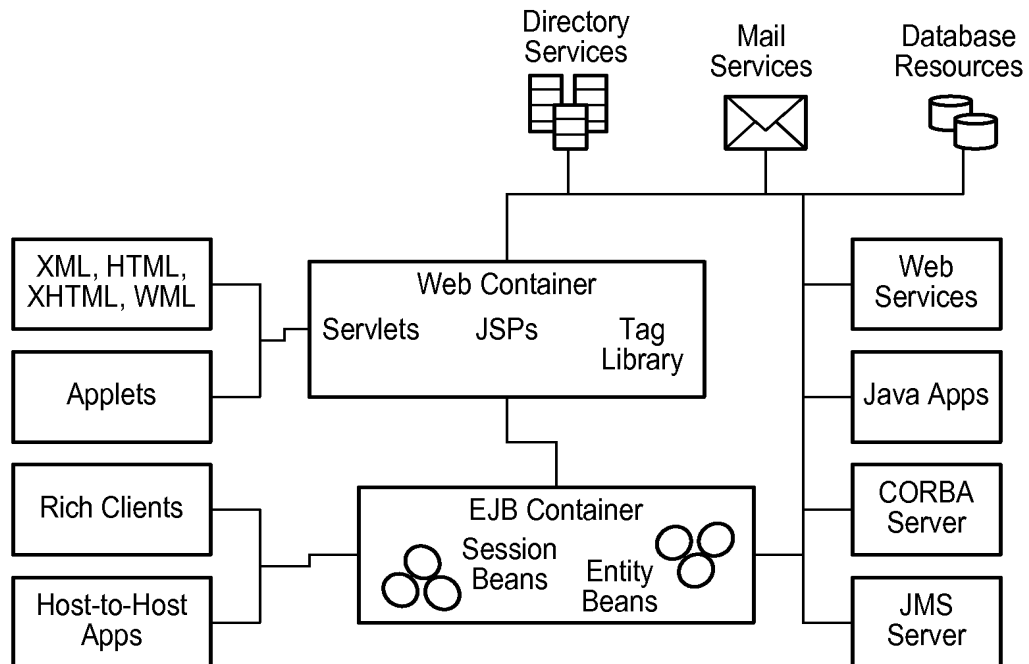 Directory
Services
Mail
Services
Database
Resources
XML, HTML,
XHTML, WML
Applets
Rich Clients
Host-to-Host
Apps
Web Container
Servlets
JSPs
Tag
Library
EJB Container
Session
Beans
Entity
Beans
Web
Services
Java Apps
CORBA
Server
JMS
Server